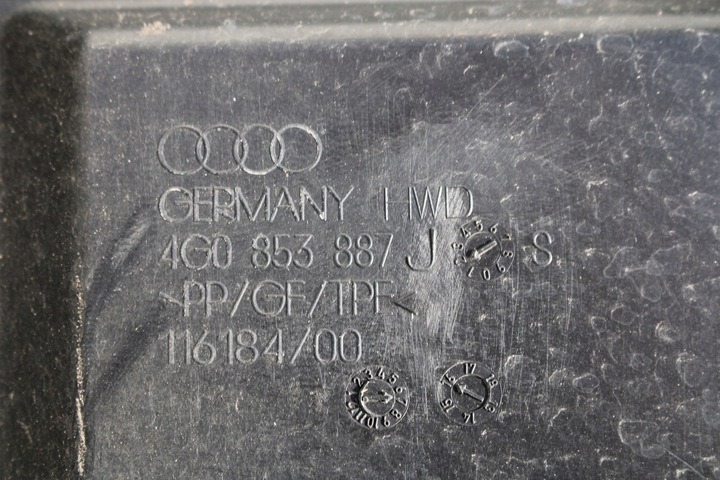 GERMANY HWD
4G0 853 887 J S
>PP/GF/TPF<
116184/00